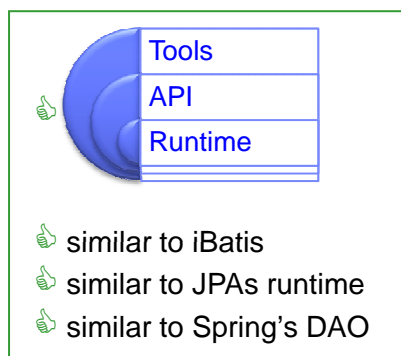 Tools
API
Runtime
similar to iBatis
similar to JPAs runtime
similar to Spring's DAO